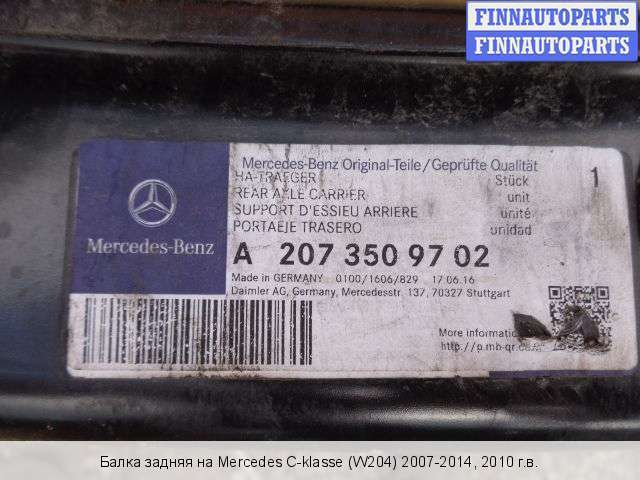 FINNAUTOPARTS
FINNAUTOPARTS
Mercedes-Benz Original-Teile/Geprüfte Qualität
HA-TRAEGER Stück 1
REAR AXLE CARRIER unit
SUPPORT D'ESSIEU ARRIERE unité
PORTAEJE TRASERO unidad
Mercedes-Benz
A 207 350 97 02
Made in GERMANY 0100/1606/829 17.06.16
Daimler AG, Germany, Mercedesstr. 137, 70327 Stuttgart
More information
http://p.mb-qr.co
Балка задняя на Mercedes C-klasse (W204) 2007-2014, 2010 г.в.